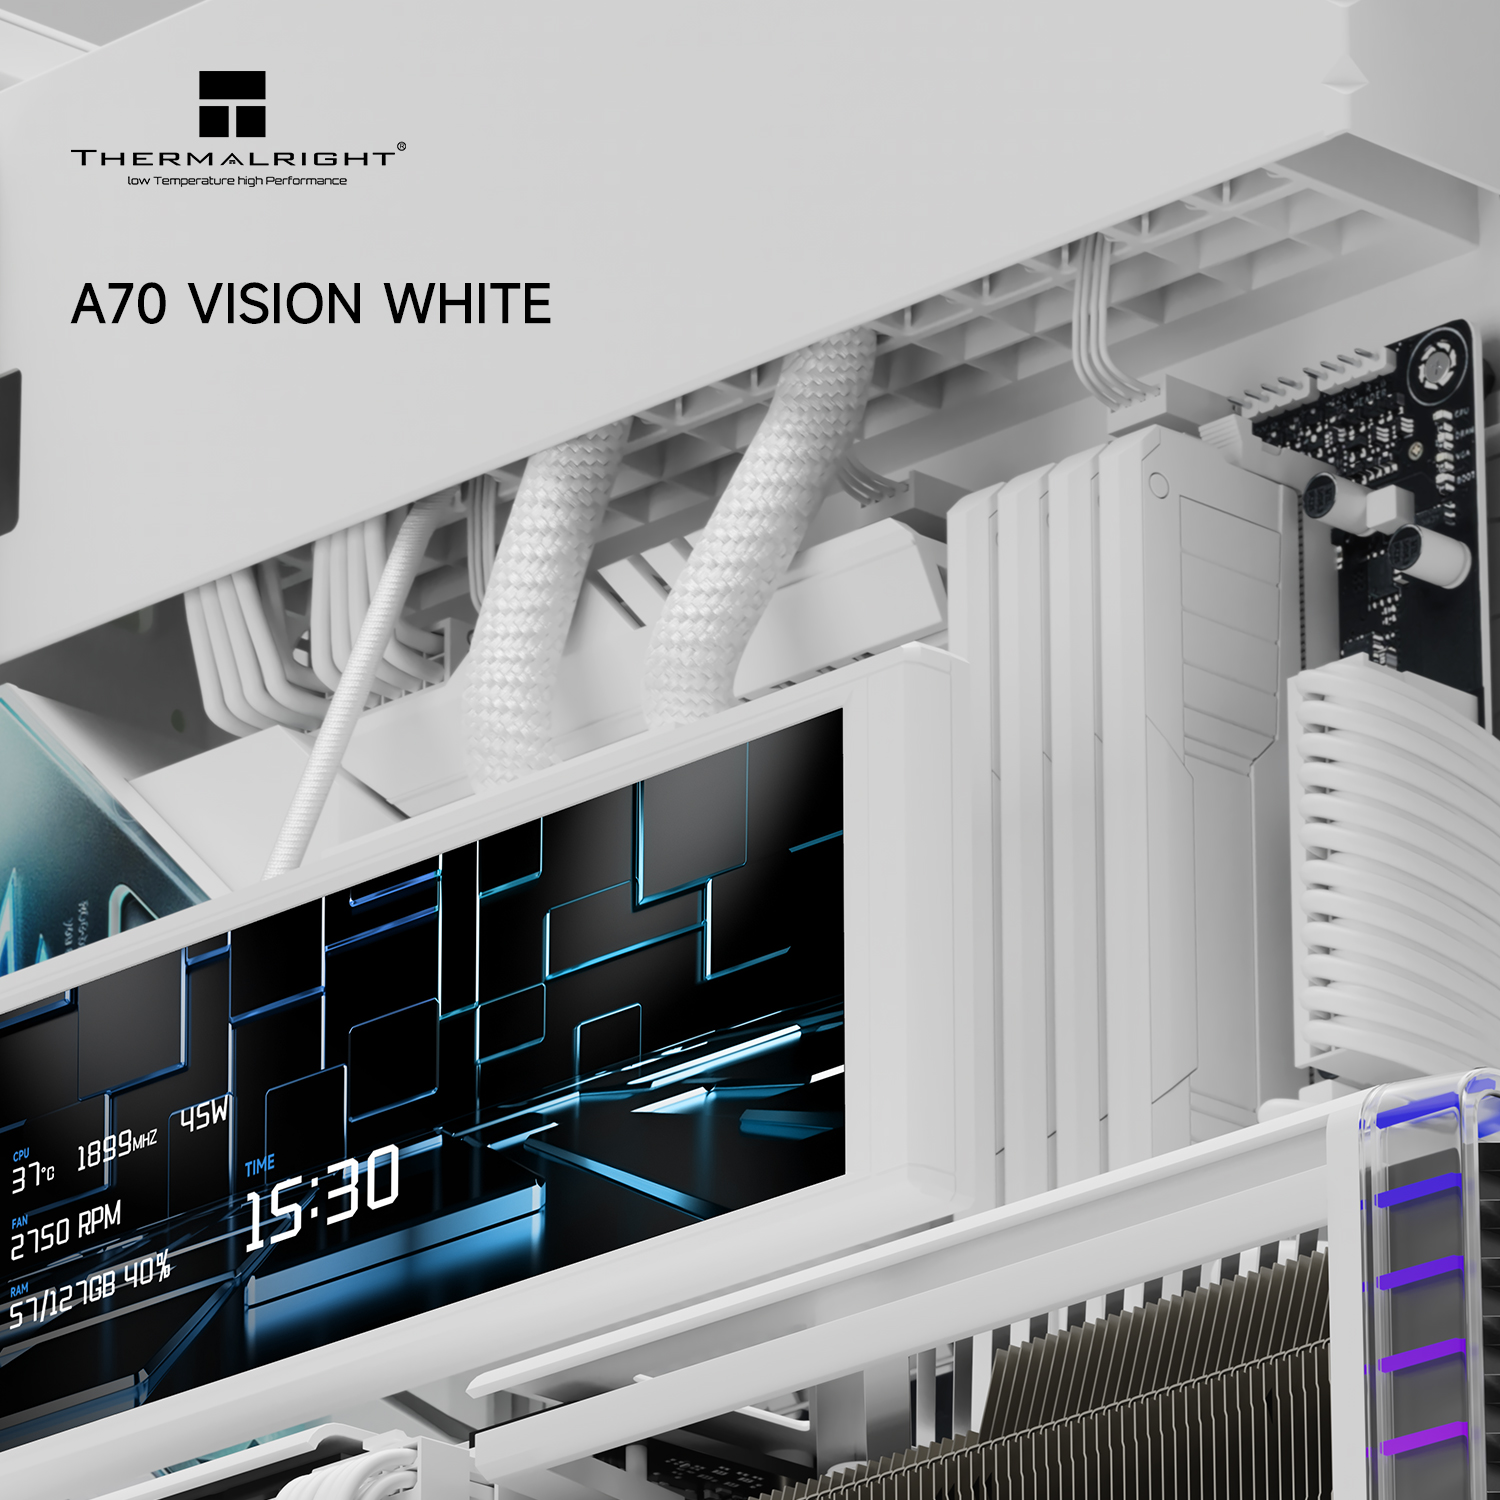 THERMALRIGHT®
low Temperature high Performance
A70 VISION WHITE
CPU
37°C 1899MHZ 45W
FAN
2750 RPM
RAM
57/127GB 40%
TIME
15:30